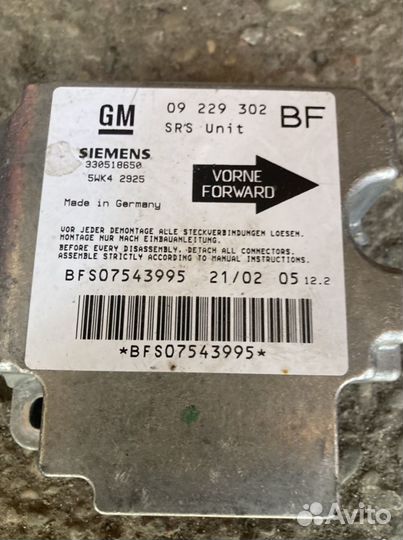 GM 09 229 302 BF
SRS Unit
SIEMENS
330518650
5WK4 2925
VORNE
FORWARD
Made in Germany
VOR JEDER DEMONTAGE ALLE STECKVERBINDUNGEN LOESEN.
MONTAGE NUR NACH EINBAUANLEITUNG.
BEFORE EVERY DISASSEMBLY, DETACH ALL CONNECTORS.
ASSEMBLE STRICTLY ACCORDING TO MANUAL INSTRUCTIONS.
BFS07543995 21/02 05 12.2
*BFS07543995*
Avito